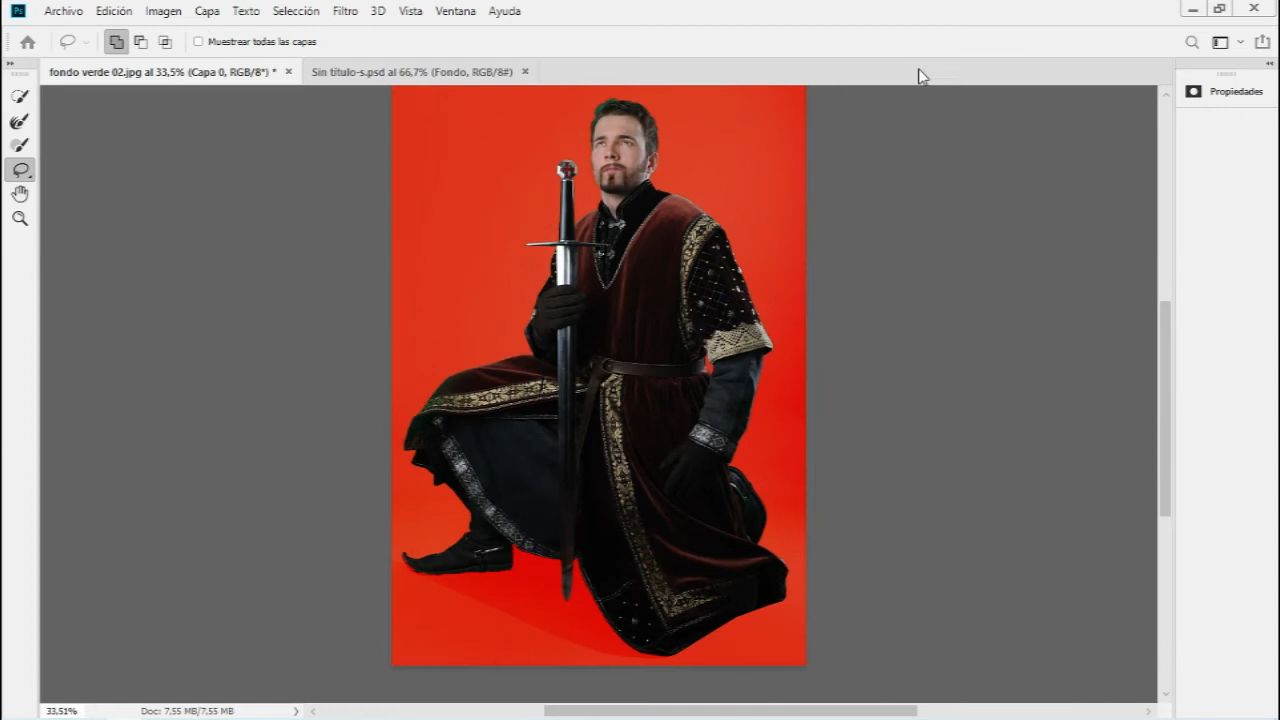 Ps Archivo Edición Imagen Capa Texto Selección Filtro 3D Vista Ventana Ayuda
Muestrear todas las capas
fondo verde 02.jpg al 33,5% (Capa 0, RGB/8*) * Sin título-s.psd al 66,7% (Fondo, RGB/8#)
Propiedades
33,51% Doc: 7,55 MB/7,55 MB